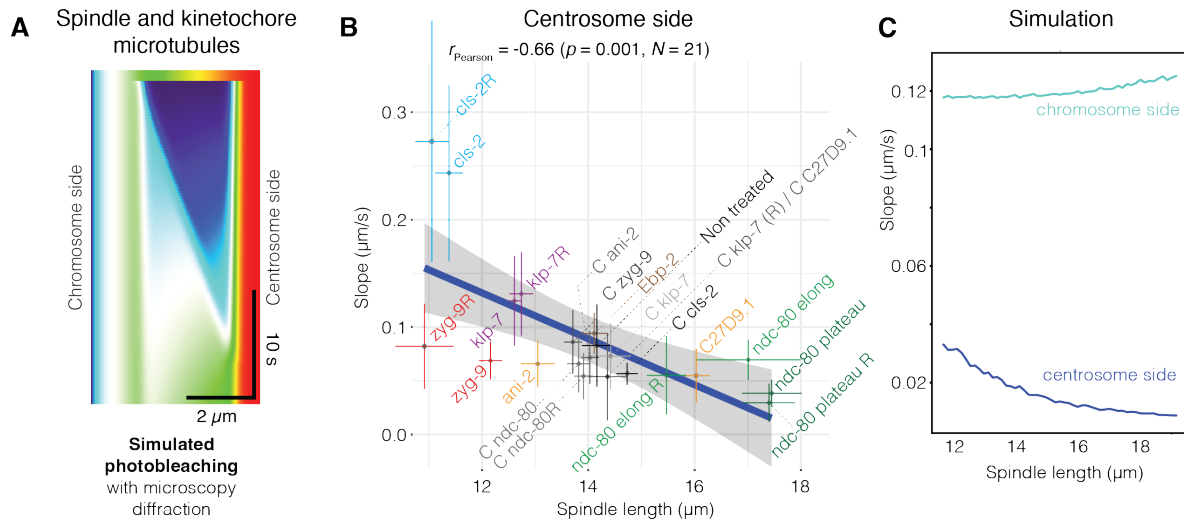 A
Spindle and kinetochore
microtubules
Chromosome side
Centrosome side
10 s
2 µm
Simulated
photobleaching
with microscopy
diffraction
B
Centrosome side
rPearson = -0.66 (p = 0.001, N = 21)
Slope (µm/s)
0.3
0.2
0.1
0.0
cls-2R
cls-2
klp-7R
klp-7
zyg-9R
zyg-9
ani-2
C ani-2
C zyg-9
Non treated
Ebp-2
C klp-7 (R) / C C27D9.1
C klp-7
C cls-2
C27D9.1
C ndc-80
C ndc-80R
ndc-80 elong R
ndc-80 elong
ndc-80 plateau
ndc-80 plateau R
12
14
16
18
Spindle length (µm)
C
Simulation
Slope (µm/s)
0.12
0.1
0.06
0.02
chromosome side
centrosome side
12
14
16
18
Spindle length (µm)